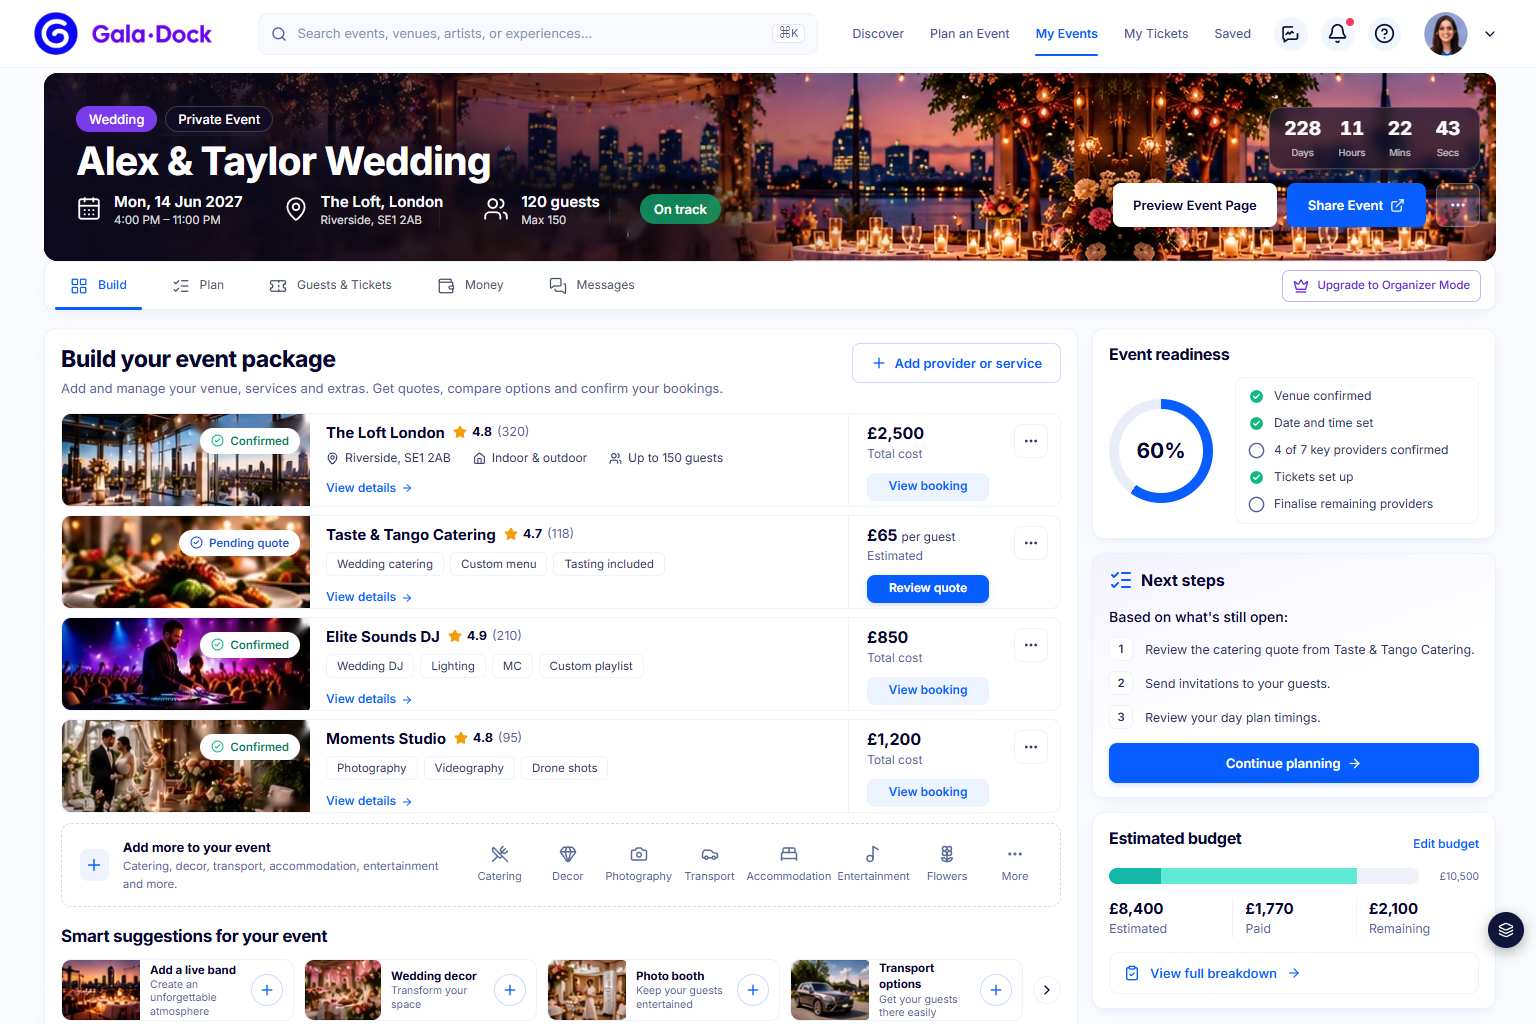 Gala·Dock
Search events, venues, artists, or experiences...
⌘K
Discover
Plan an Event
My Events
My Tickets
Saved
Wedding
Private Event
Alex & Taylor Wedding
Mon, 14 Jun 2027
4:00 PM – 11:00 PM
The Loft, London
Riverside, SE1 2AB
120 guests
Max 150
On track
228 11 22 43
Days Hours Mins Secs
Preview Event Page
Share Event
Build
Plan
Guests & Tickets
Money
Messages
Upgrade to Organizer Mode
Build your event package
Add and manage your venue, services and extras. Get quotes, compare options and confirm your bookings.
Add provider or service
Confirmed
The Loft London 4.8 (320)
Riverside, SE1 2AB
Indoor & outdoor
Up to 150 guests
View details →
£2,500
Total cost
View booking
Pending quote
Taste & Tango Catering 4.7 (118)
Wedding catering
Custom menu
Tasting included
View details →
£65 per guest
Estimated
Review quote
Confirmed
Elite Sounds DJ 4.9 (210)
Wedding DJ
Lighting
MC
Custom playlist
View details →
£850
Total cost
View booking
Confirmed
Moments Studio 4.8 (95)
Photography
Videography
Drone shots
View details →
£1,200
Total cost
View booking
Add more to your event
Catering, decor, transport, accommodation, entertainment
and more.
Catering
Decor
Photography
Transport
Accommodation
Entertainment
Flowers
More
Smart suggestions for your event
Add a live band
Create an
unforgettable
atmosphere
Wedding decor
Transform your
space
Photo booth
Keep your guests
entertained
Transport
options
Get your guests
there easily
Event readiness
60%
Venue confirmed
Date and time set
4 of 7 key providers confirmed
Tickets set up
Finalise remaining providers
Next steps
Based on what's still open:
1 Review the catering quote from Taste & Tango Catering.
2 Send invitations to your guests.
3 Review your day plan timings.
Continue planning →
Estimated budget
Edit budget
£10,500
£8,400
Estimated
£1,770
Paid
£2,100
Remaining
View full breakdown →